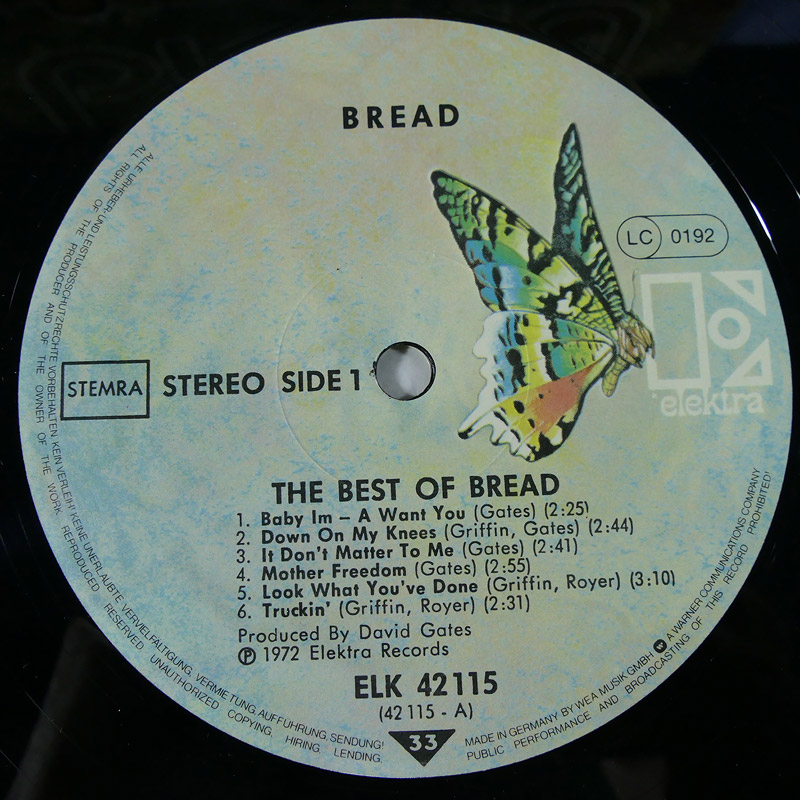 BREAD
LC 0192
elektra
STEMRA
STEREO SIDE 1
THE BEST OF BREAD
1. Baby Im – A Want You (Gates) (2:25)
2. Down On My Knees (Griffin, Gates) (2:44)
3. It Don't Matter To Me (Gates) (2:41)
4. Mother Freedom (Gates) (2:55)
5. Look What You've Done (Griffin, Royer) (3:10)
6. Truckin' (Griffin, Royer) (2:31)
Produced By David Gates
Ⓟ 1972 Elektra Records
ELK 42115
(42 115 - A)
33
ALLE URHEBER-UND LEISTUNGSSCHUTZRECHTE VORBEHALTEN. KEIN VERLEIH! KEINE UNERLAUBTE VERVIELFÄLTIGUNG, VERMIETUNG, AUFFÜHRUNG, SENDUNG!
ALL RIGHTS OF THE PRODUCER AND OF THE OWNER OF THE WORK REPRODUCED RESERVED. UNAUTHORIZED COPYING, HIRING, LENDING,
MADE IN GERMANY BY WEA MUSIK GMBH A WARNER COMMUNICATIONS COMPANY
PUBLIC PERFORMANCE AND BROADCASTING OF THIS RECORD PROHIBITED!